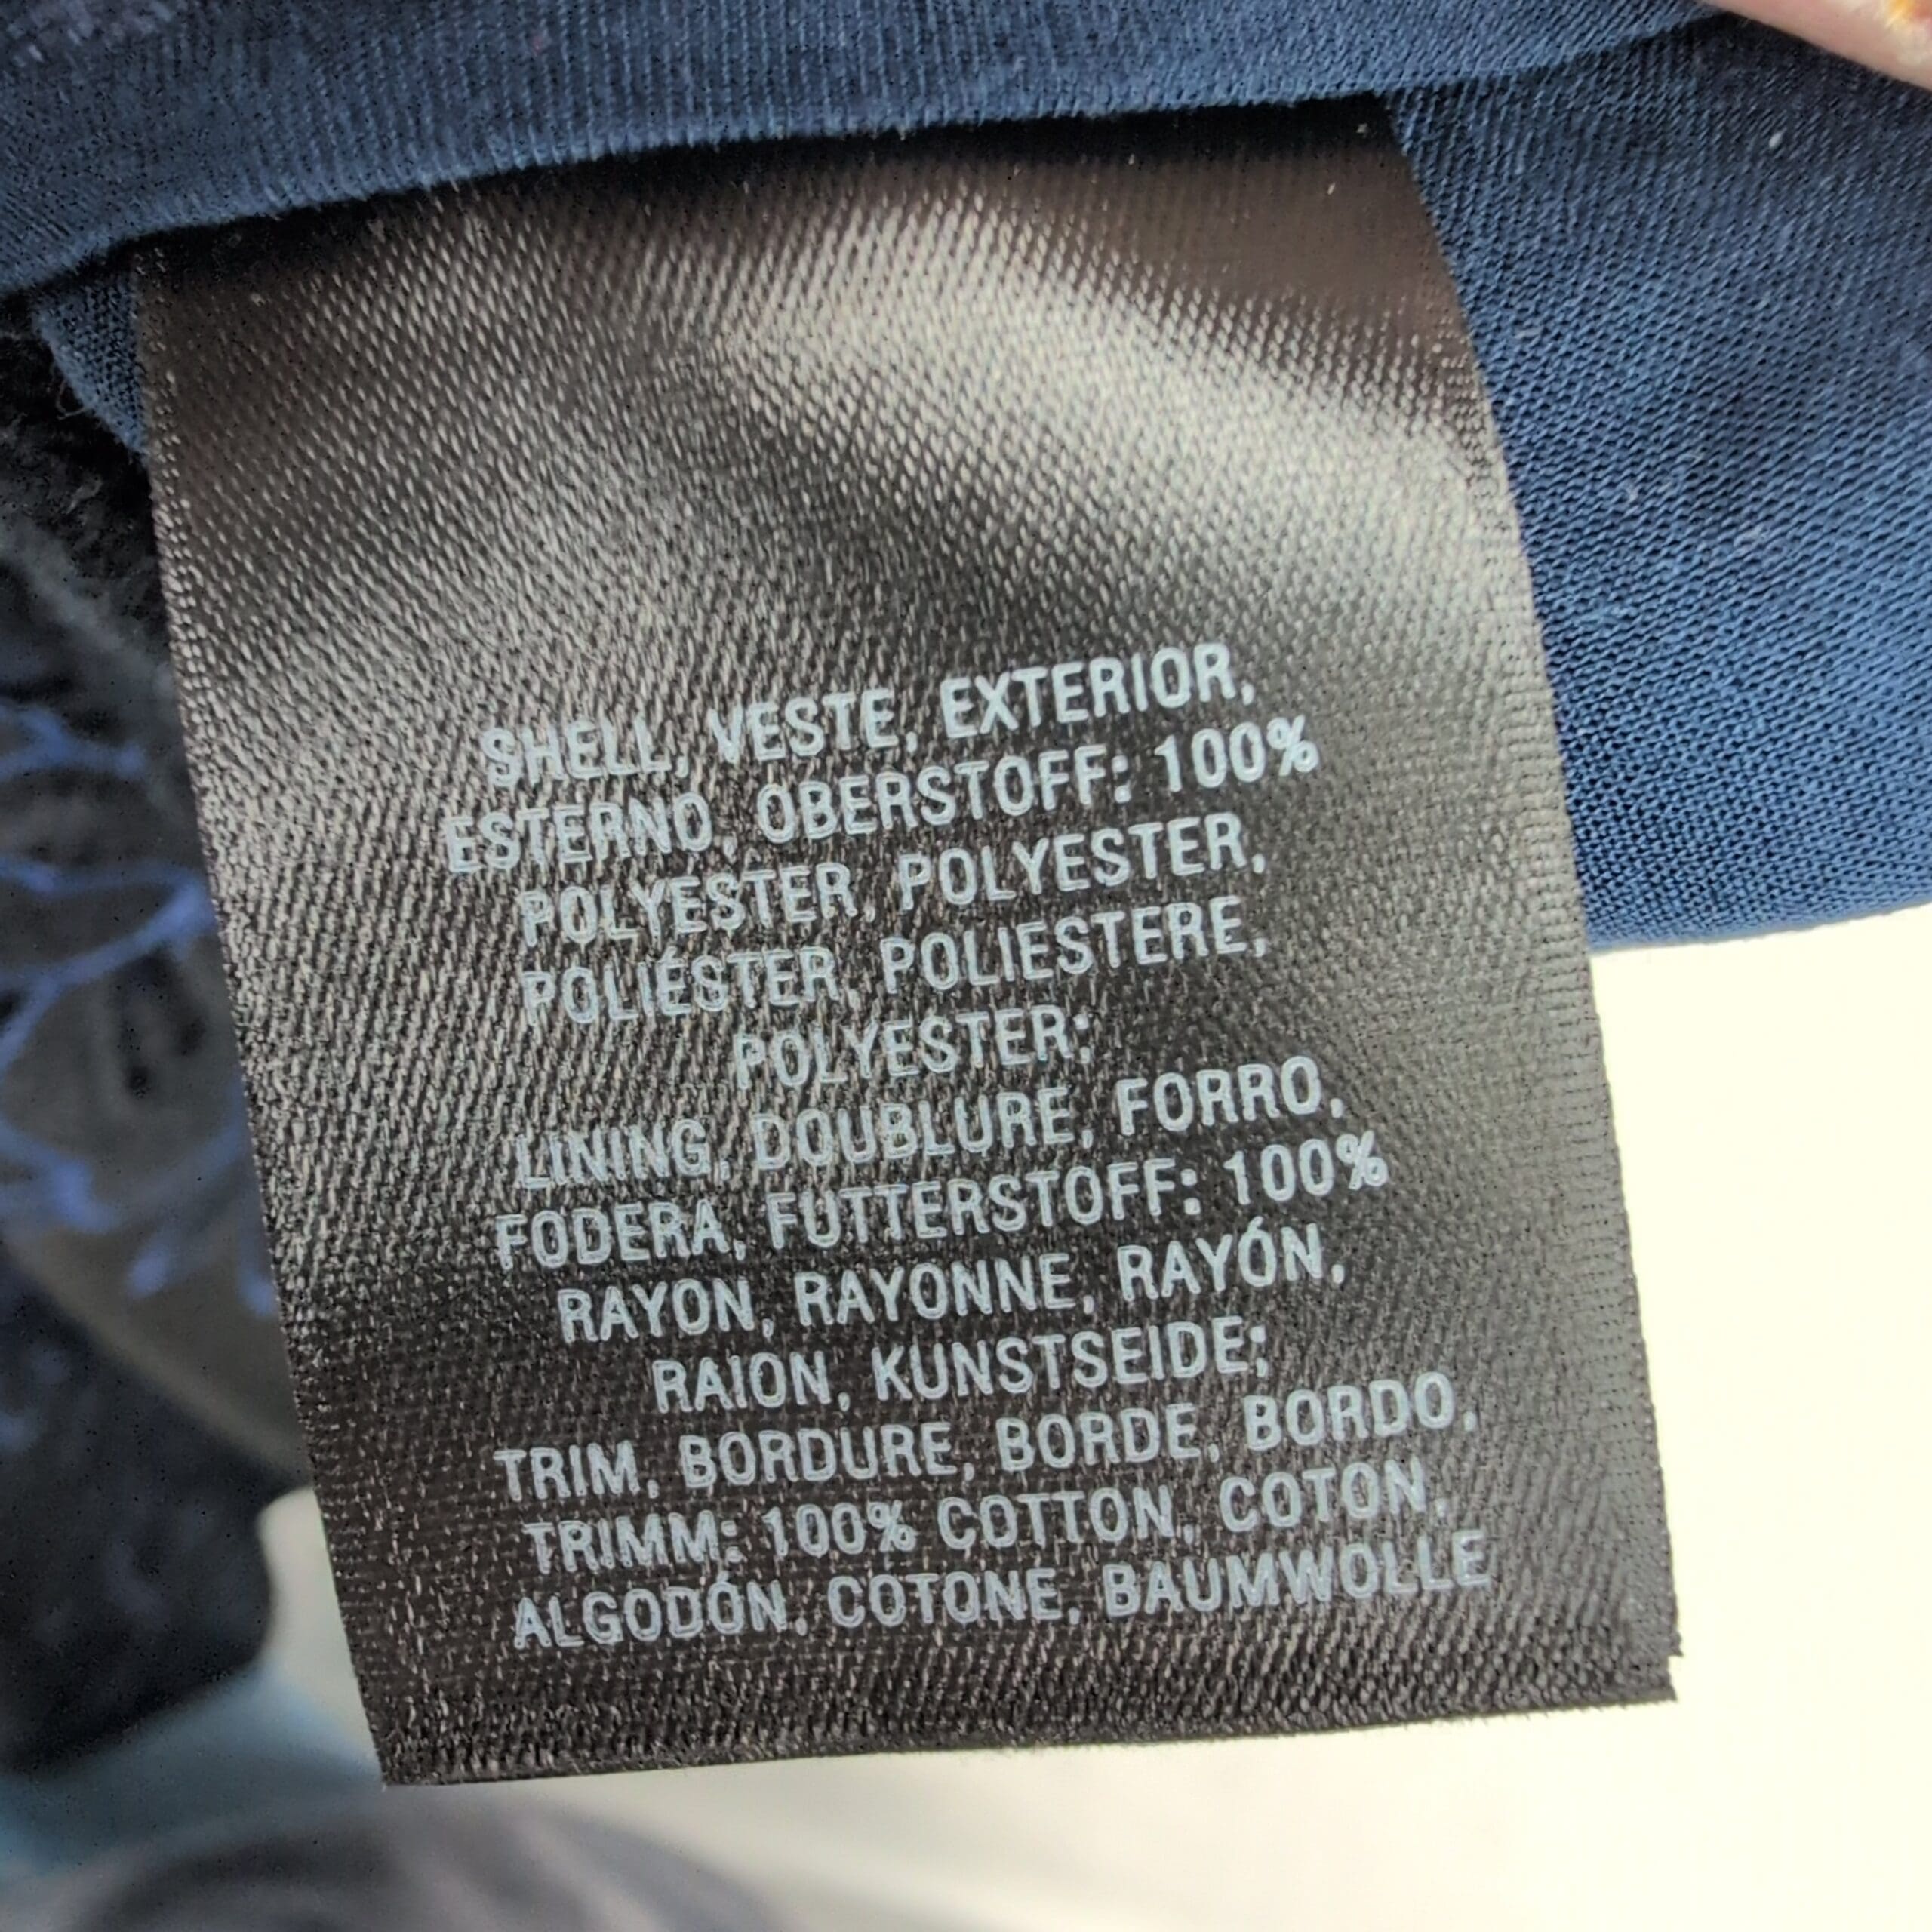 SHELL, VESTE, EXTERIOR,
ESTERNO, OBERSTOFF: 100%
POLYESTER, POLYESTER,
POLIÉSTER, POLIESTERE,
POLYESTER;
LINING, DOUBLURE, FORRO,
FODERA, FUTTERSTOFF: 100%
RAYON, RAYONNE, RAYÓN,
RAION, KUNSTSEIDE;
TRIM, BORDURE, BORDE, BORDO,
TRIMM: 100% COTTON, COTON,
ALGODÓN, COTONE, BAUMWOLLE